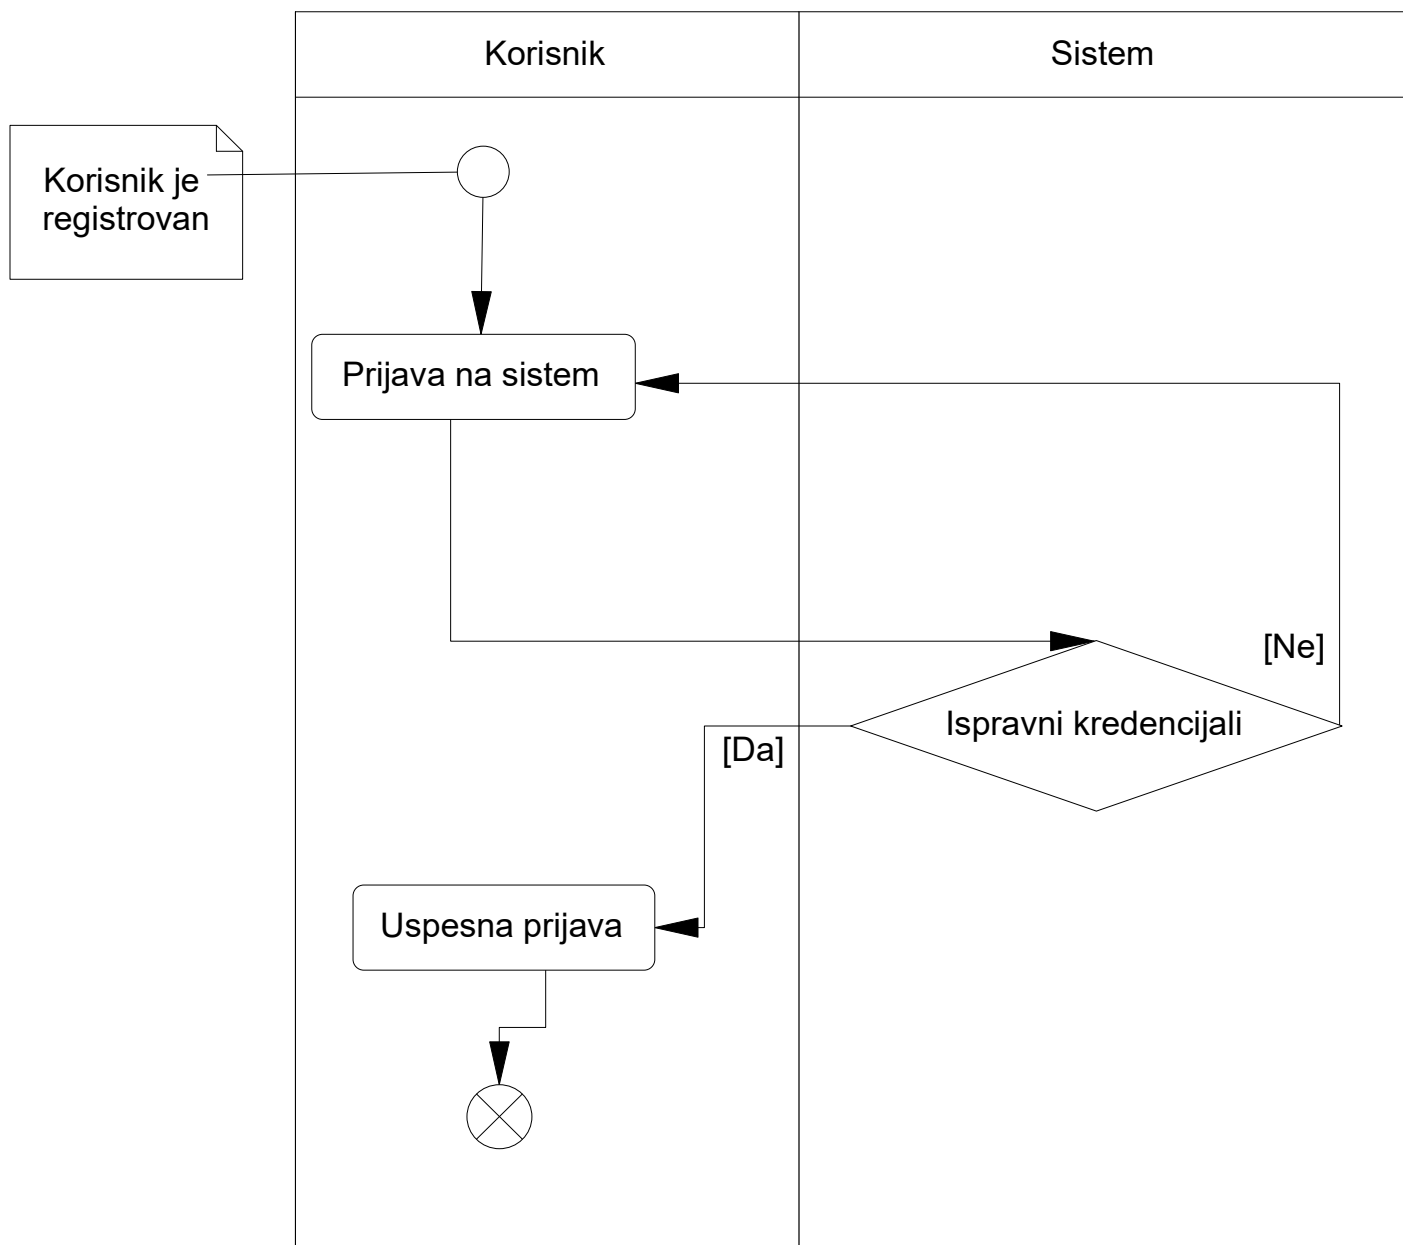 Korisnik
Sistem
Korisnik je
registrovan
Prijava na sistem
[Ne]
Ispravni kredencijali
[Da]
Uspesna prijava